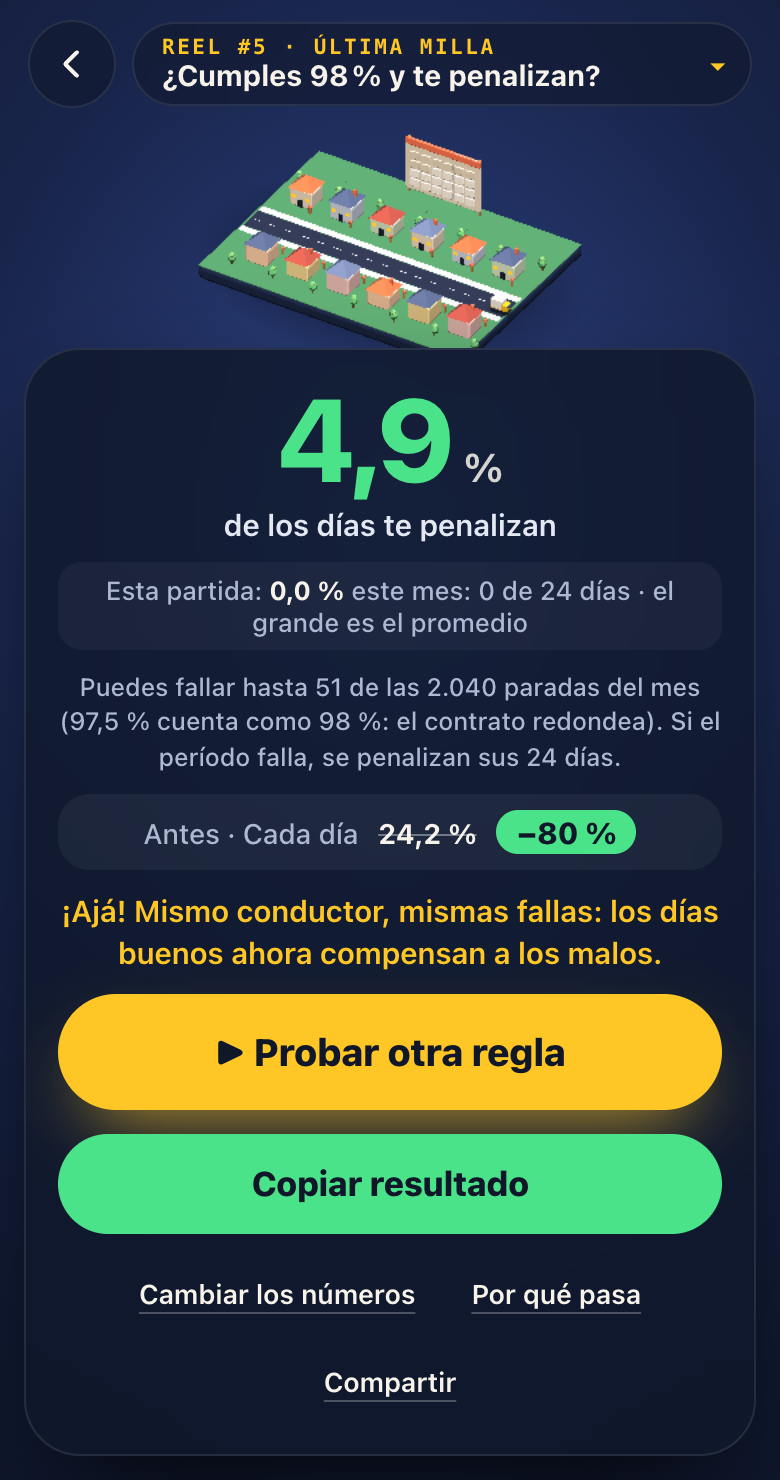 REEL #5 · ÚLTIMA MILLA
¿Cumples 98 % y te penalizan?
4,9 %
de los días te penalizan
Esta partida: 0,0 % este mes: 0 de 24 días · el
grande es el promedio
Puedes fallar hasta 51 de las 2.040 paradas del mes
(97,5 % cuenta como 98 %: el contrato redondea). Si el
período falla, se penalizan sus 24 días.
Antes · Cada día 24,2 % −80 %
¡Ajá! Mismo conductor, mismas fallas: los días
buenos ahora compensan a los malos.
Probar otra regla
Copiar resultado
Cambiar los números Por qué pasa
Compartir